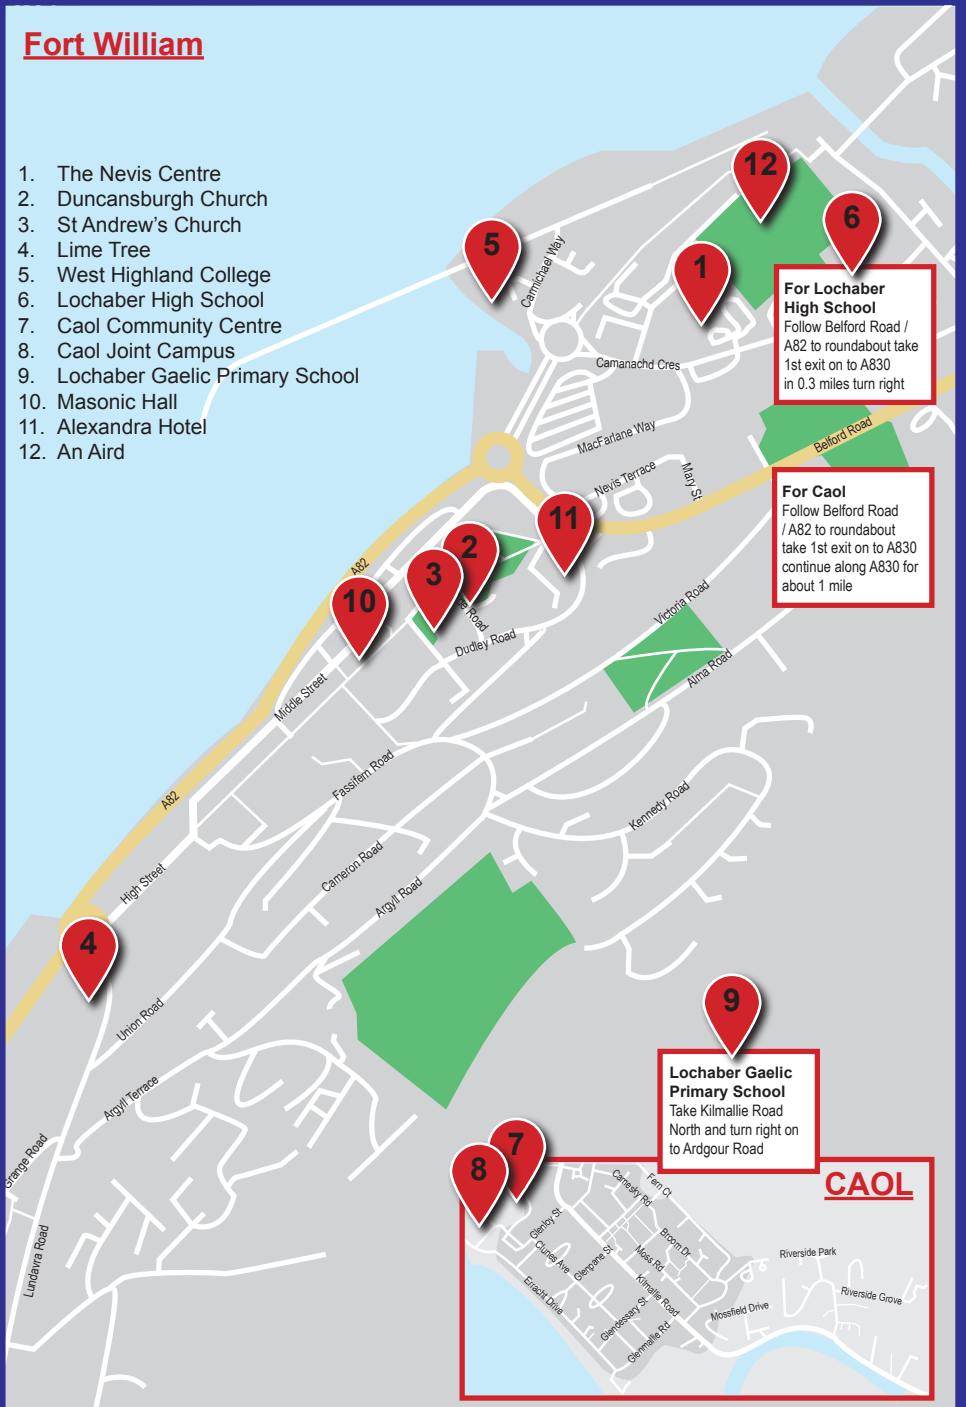 Fort William
1. The Nevis Centre
2. Duncansburgh Church
3. St Andrew's Church
4. Lime Tree
5. West Highland College
6. Lochaber High School
7. Caol Community Centre
8. Caol Joint Campus
9. Lochaber Gaelic Primary School
10. Masonic Hall
11. Alexandra Hotel
12. An Aird
12
6
5
1
Carmichael Way
For Lochaber
High School
Follow Belford Road /
A82 to roundabout take
1st exit on to A830
in 0.3 miles turn right
Camanachd Cres
MacFarlane Way
Belford Road
Nevis Terrace
Mary St
For Caol
Follow Belford Road
/ A82 to roundabout
take 1st exit on to A830
continue along A830 for
about 1 mile
11
2
3
10
A82
Road
Dudley Road
Victoria Road
Alma Road
Middle Street
Fassifern Road
A82
Kennedy Road
High Street
Cameron Road
Argyll Road
4
Union Road
9
Argyll Terrace
Lochaber Gaelic
Primary School
Take Kilmallie Road
North and turn right on
to Ardgour Road
Grange Road
7
8
CAOL
Lundavra Road
Camesky Rd
Fern Ct
Glenloy St
Clunes Ave
Glenpane St
Moss Rd
Broom Dr
Erracht Drive
Kilmallie Road
Glendessary St
Glenmallie Rd
Mossfield Drive
Riverside Park
Riverside Grove